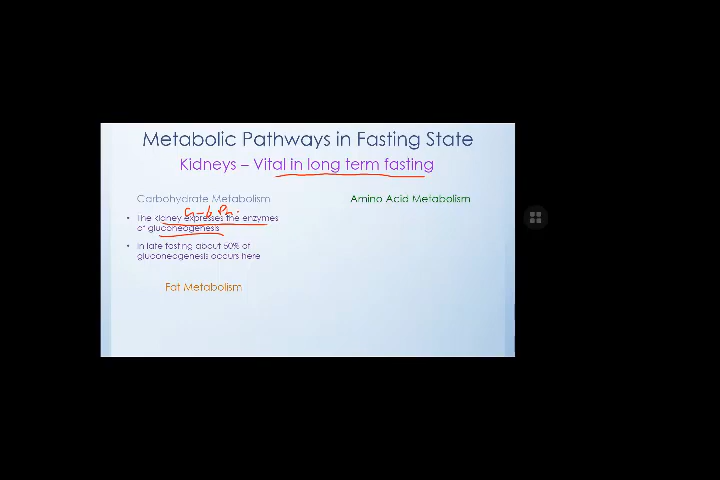 Metabolic Pathways in Fasting State
Kidneys – Vital in long term fasting
Carbohydrate Metabolism
• The kidney expresses the enzymes
of gluconeogenesis
• In late fasting about 50% of
gluconeogenesis occurs here
Fat Metabolism
Amino Acid Metabolism